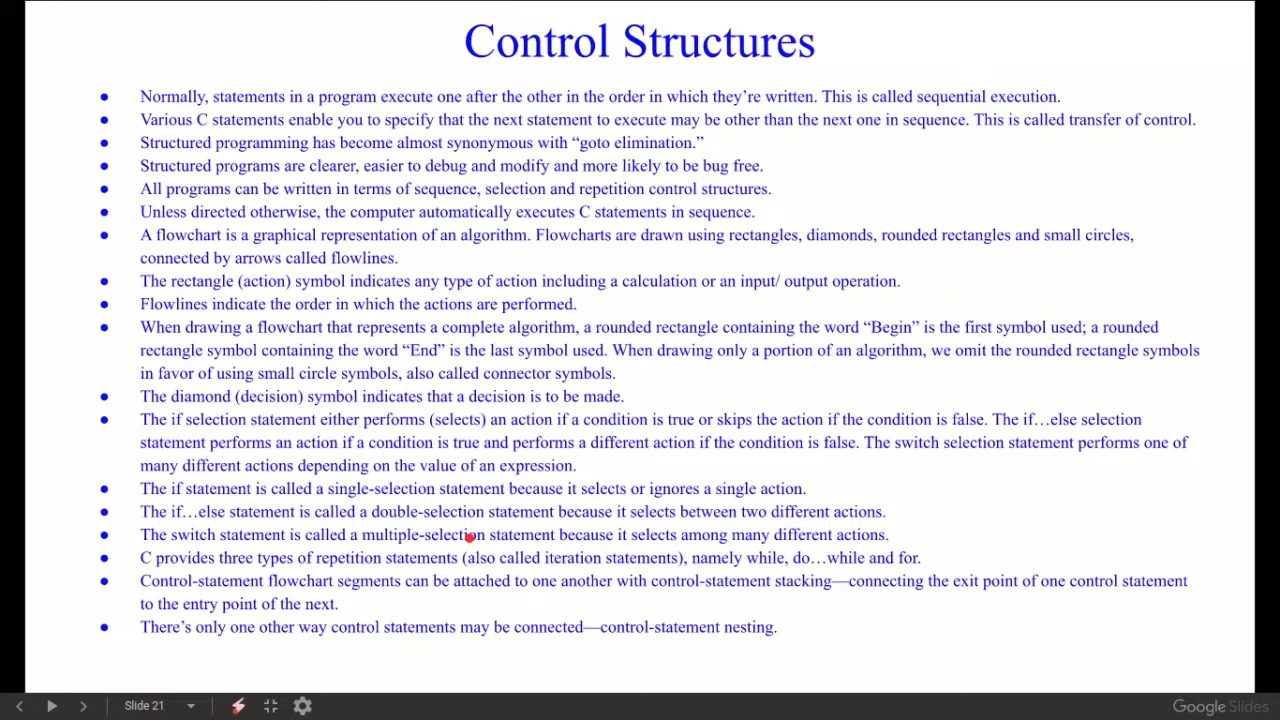 Control Structures
● Normally, statements in a program execute one after the other in the order in which they’re written. This is called sequential execution.
● Various C statements enable you to specify that the next statement to execute may be other than the next one in sequence. This is called transfer of control.
● Structured programming has become almost synonymous with “goto elimination.”
● Structured programs are clearer, easier to debug and modify and more likely to be bug free.
● All programs can be written in terms of sequence, selection and repetition control structures.
● Unless directed otherwise, the computer automatically executes C statements in sequence.
● A flowchart is a graphical representation of an algorithm. Flowcharts are drawn using rectangles, diamonds, rounded rectangles and small circles,
connected by arrows called flowlines.
● The rectangle (action) symbol indicates any type of action including a calculation or an input/ output operation.
● Flowlines indicate the order in which the actions are performed.
● When drawing a flowchart that represents a complete algorithm, a rounded rectangle containing the word “Begin” is the first symbol used; a rounded
rectangle symbol containing the word “End” is the last symbol used. When drawing only a portion of an algorithm, we omit the rounded rectangle symbols
in favor of using small circle symbols, also called connector symbols.
● The diamond (decision) symbol indicates that a decision is to be made.
● The if selection statement either performs (selects) an action if a condition is true or skips the action if the condition is false. The if…else selection
statement performs an action if a condition is true and performs a different action if the condition is false. The switch selection statement performs one of
many different actions depending on the value of an expression.
● The if statement is called a single-selection statement because it selects or ignores a single action.
● The if…else statement is called a double-selection statement because it selects between two different actions.
● The switch statement is called a multiple-selection statement because it selects among many different actions.
● C provides three types of repetition statements (also called iteration statements), namely while, do…while and for.
● Control-statement flowchart segments can be attached to one another with control-statement stacking—connecting the exit point of one control statement
to the entry point of the next.
● There’s only one other way control statements may be connected—control-statement nesting.
Slide 21
Google Slides